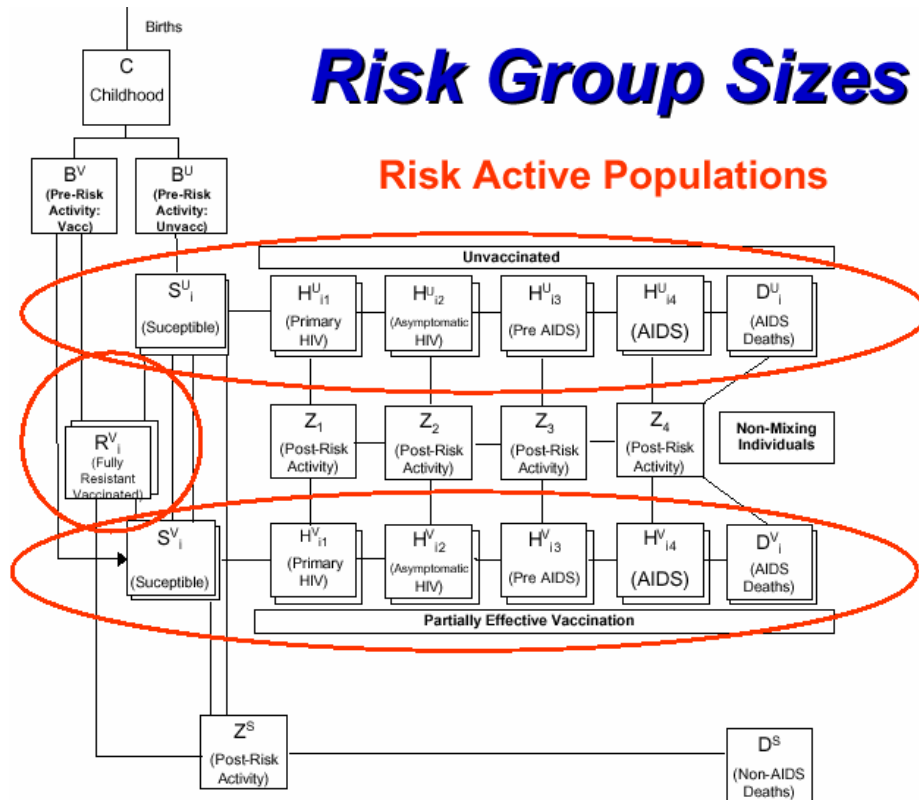 Births
Risk Group Sizes
C
Childhood
Risk Active Populations
B^V
(Pre-Risk
Activity:
Vacc)
B^U
(Pre-Risk
Activity:
Unvacc)
Unvaccinated
S^U_i
(Suceptible)
H^U_i1
(Primary
HIV)
H^U_i2
(Asymptomatic
HIV)
H^U_i3
(Pre AIDS)
H^U_i4
(AIDS)
D^U_i
(AIDS
Deaths)
Z_1
(Post-Risk
Activity)
Z_2
(Post-Risk
Activity)
Z_3
(Post-Risk
Activity)
Z_4
(Post-Risk
Activity)
Non-Mixing
Individuals
R^V_i
(Fully
Resistant
Vaccinated)
S^V_i
(Suceptible)
H^V_i1
(Primary
HIV)
H^V_i2
(Asymptomatic
HIV)
H^V_i3
(Pre AIDS)
H^V_i4
(AIDS)
D^V_i
(AIDS
Deaths)
Partially Effective Vaccination
Z^S
(Post-Risk
Activity)
D^S
(Non-AIDS
Deaths)